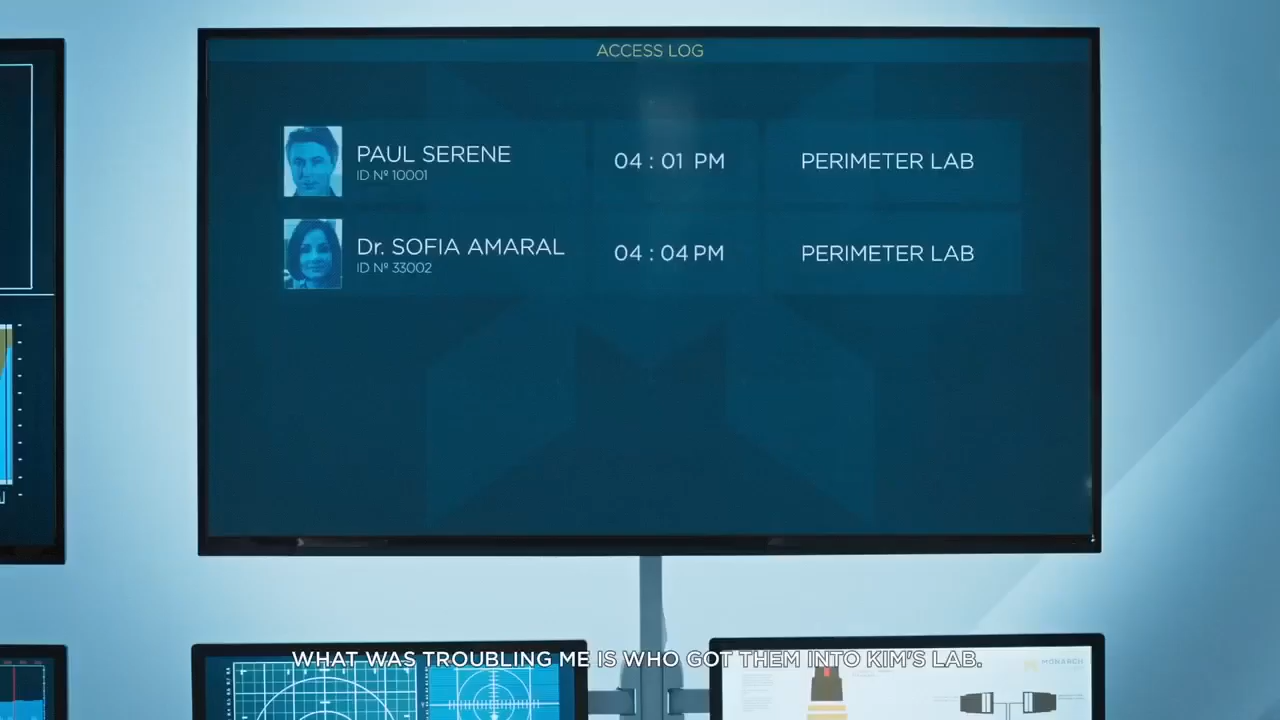 ACCESS LOG
PAUL SERENE
ID Nº 10001
04 : 01 PM
PERIMETER LAB
Dr. SOFIA AMARAL
ID Nº 33002
04 : 04 PM
PERIMETER LAB
WHAT WAS TROUBLING ME IS WHO GOT THEM INTO KIM'S LAB.
MONARCH